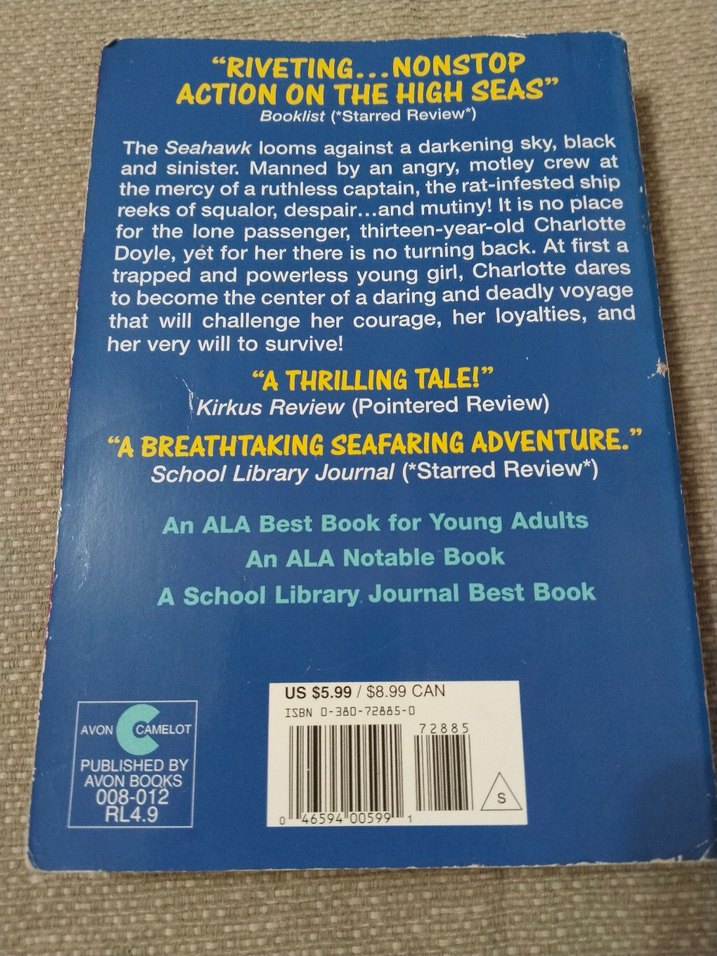 “RIVETING...NONSTOP
ACTION ON THE HIGH SEAS”
Booklist (*Starred Review*)
The Seahawk looms against a darkening sky, black
and sinister. Manned by an angry, motley crew at
the mercy of a ruthless captain, the rat-infested ship
reeks of squalor, despair...and mutiny! It is no place
for the lone passenger, thirteen-year-old Charlotte
Doyle, yet for her there is no turning back. At first a
trapped and powerless young girl, Charlotte dares
to become the center of a daring and deadly voyage
that will challenge her courage, her loyalties, and
her very will to survive!
“A THRILLING TALE!”
Kirkus Review (Pointered Review)
“A BREATHTAKING SEAFARING ADVENTURE.”
School Library Journal (*Starred Review*)
An ALA Best Book for Young Adults
An ALA Notable Book
A School Library Journal Best Book
AVON CAMELOT
PUBLISHED BY
AVON BOOKS
008-012
RL4.9
US $5.99 / $8.99 CAN
ISBN 0-380-72885-0
72885
0 46594 00599 1
S